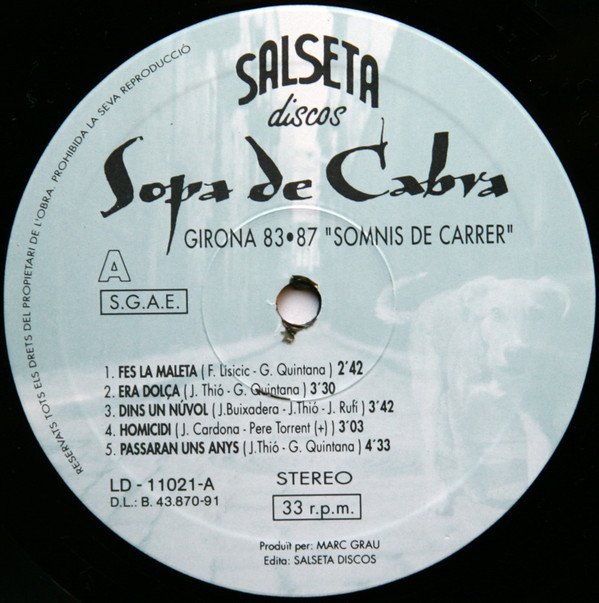 SALSETA
discos
Sopa de Cabra
GIRONA 83•87 "SOMNIS DE CARRER"
A
S.G.A.E.
1. FES LA MALETA ( F. Lisicic - G. Quintana ) 2´42
2. ERA DOLÇA ( J. Thió - G. Quintana ) 3´30
3. DINS UN NÚVOL ( J.Buixadera - J.Thió - J. Rufí ) 3´42
4. HOMICIDI ( J. Cardona - Pere Torrent (+) ) 3´03
5. PASSARAN UNS ANYS ( J.Thió - G. Quintana ) 4´33
LD - 11021-A
D.L.: B. 43.870-91
STEREO
33 r.p.m.
Produït per: MARC GRAU
Edita: SALSETA DISCOS
RESERVATS TOTS ELS DRETS DEL PROPIETARI DE L'OBRA. PROHIBIDA LA SEVA REPRODUCCIÓ